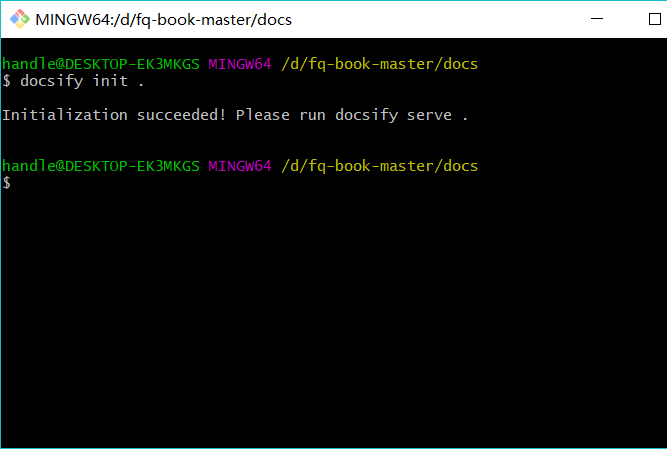 MINGW64:/d/fq-book-master/docs
handle@DESKTOP-EK3MKGS MINGW64 /d/fq-book-master/docs
$ docsify init .
Initialization succeeded! Please run docsify serve .
handle@DESKTOP-EK3MKGS MINGW64 /d/fq-book-master/docs
$